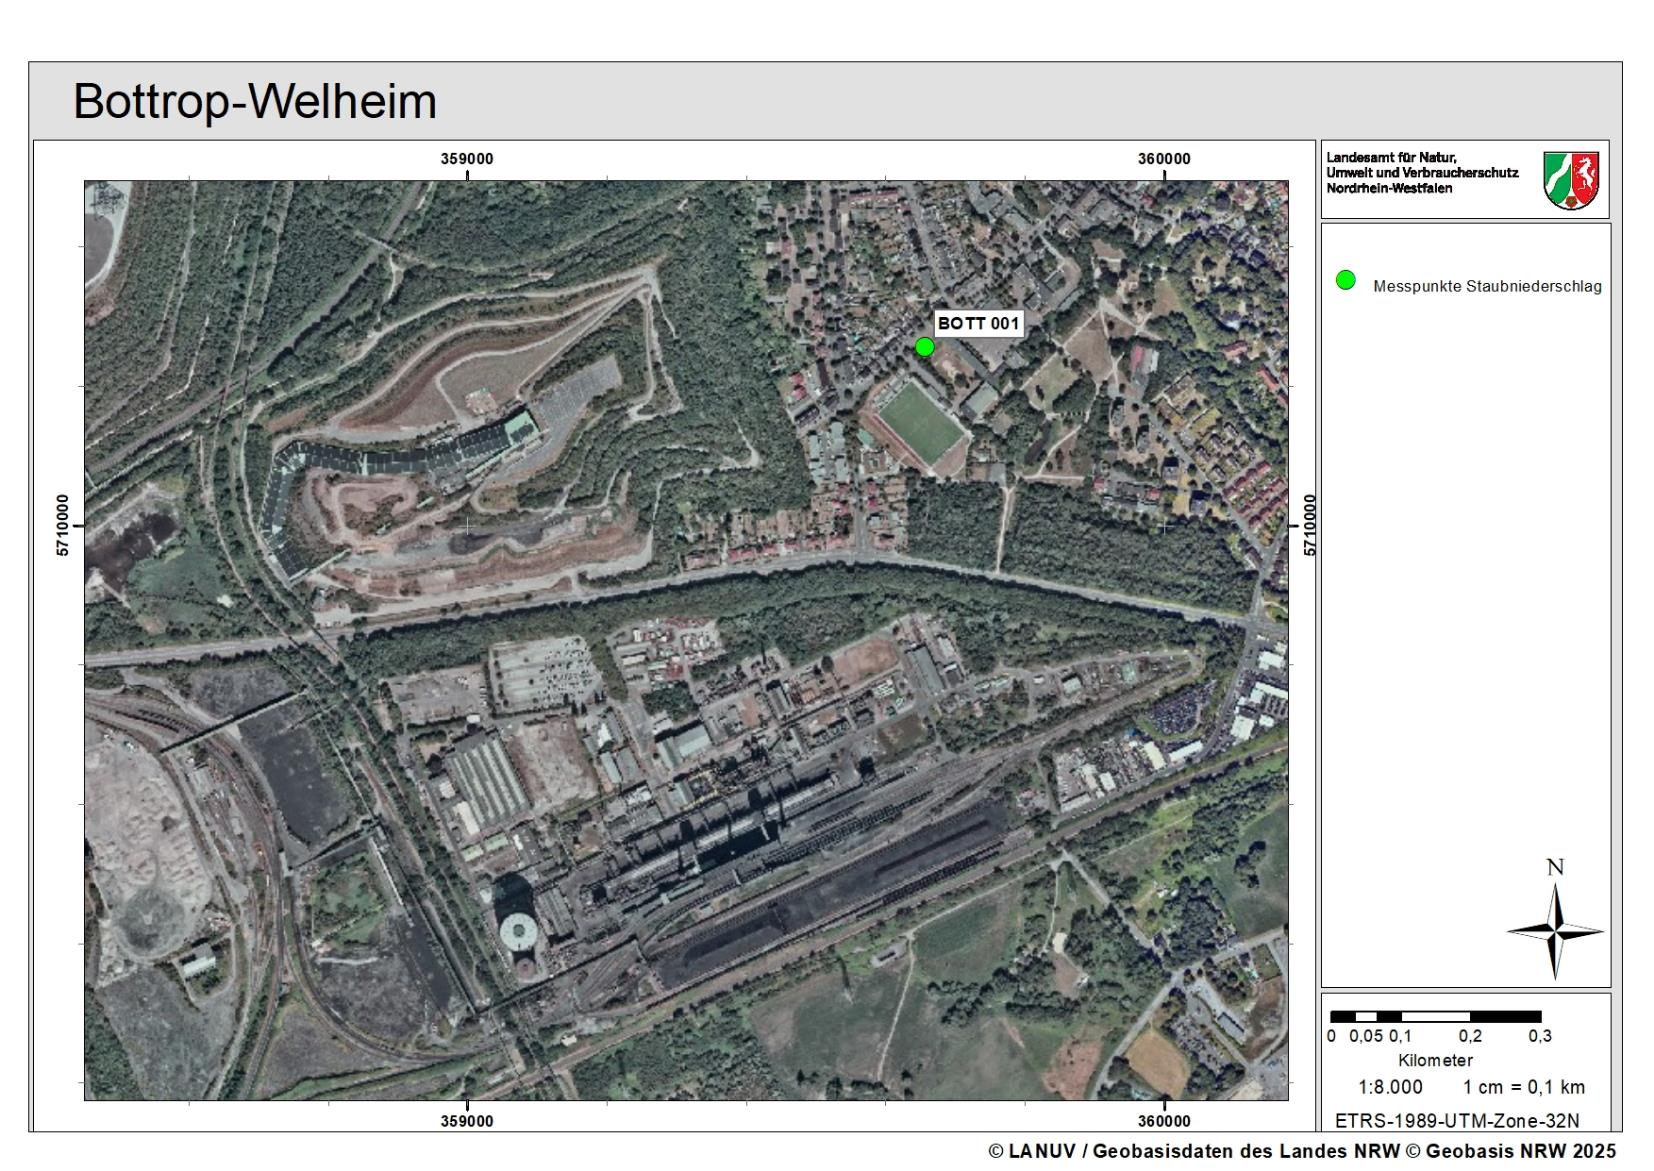 Bottrop-Welheim
359000
360000
Landesamt für Natur,
Umwelt und Verbraucherschutz
Nordrhein-Westfalen
Messpunkte Staubniederschlag
BOTT 001
5710000
5710000
N
0 0,05 0,1 0,2 0,3
Kilometer
1:8.000 1 cm = 0,1 km
359000
360000
ETRS-1989-UTM-Zone-32N
© LANUV / Geobasisdaten des Landes NRW © Geobasis NRW 2025